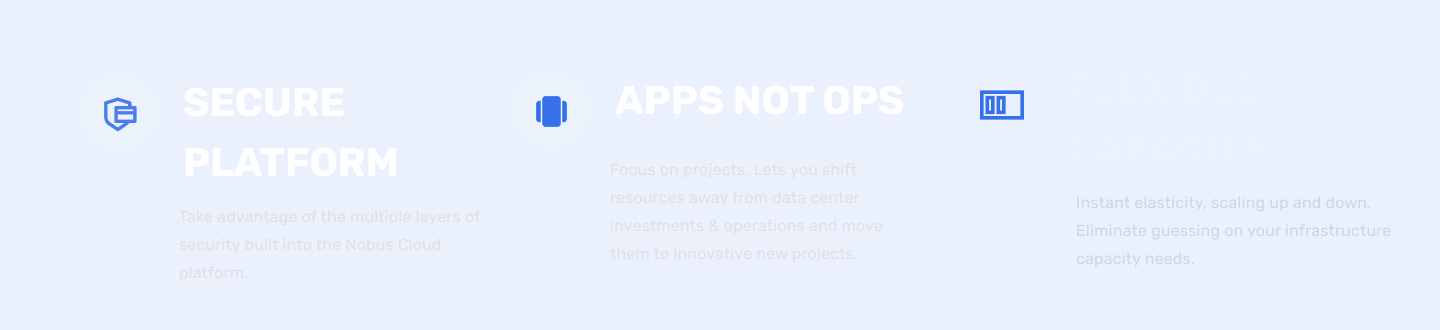 SECURE
PLATFORM
Take advantage of the multiple layers of
security built into the Nobus Cloud
platform.
APPS NOT OPS
Focus on projects. Lets you shift
resources away from data center
investments & operations and move
them to innovative new projects.
FLEXIBLE
CAPACITY
Instant elasticity, scaling up and down.
Eliminate guessing on your infrastructure
capacity needs.